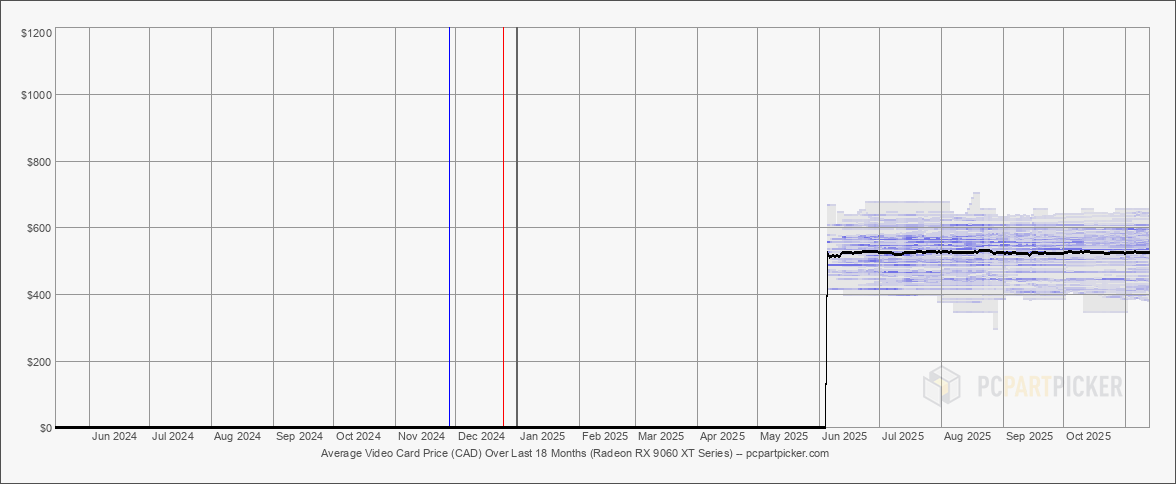 $1200
$1000
$800
$600
$400
$200
$0
Jun 2024 Jul 2024 Aug 2024 Sep 2024 Oct 2024 Nov 2024 Dec 2024 Jan 2025 Feb 2025 Mar 2025 Apr 2025 May 2025 Jun 2025 Jul 2025 Aug 2025 Sep 2025 Oct 2025
PCPARTPICKER
Average Video Card Price (CAD) Over Last 18 Months (Radeon RX 9060 XT Series) -- pcpartpicker.com